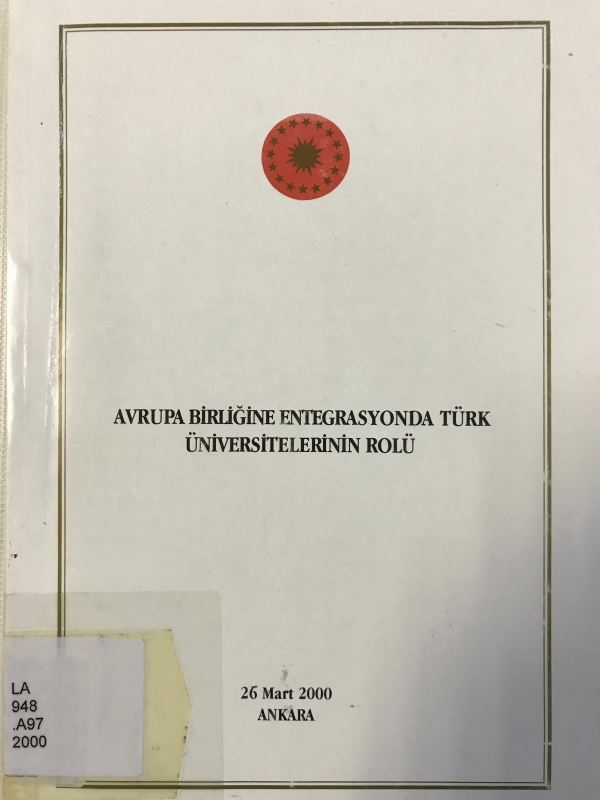 AVRUPA BİRLİĞİNE ENTEGRASYONDA TÜRK
ÜNİVERSİTELERİNİN ROLÜ
26 Mart 2000
ANKARA
LA
948
.A97
2000